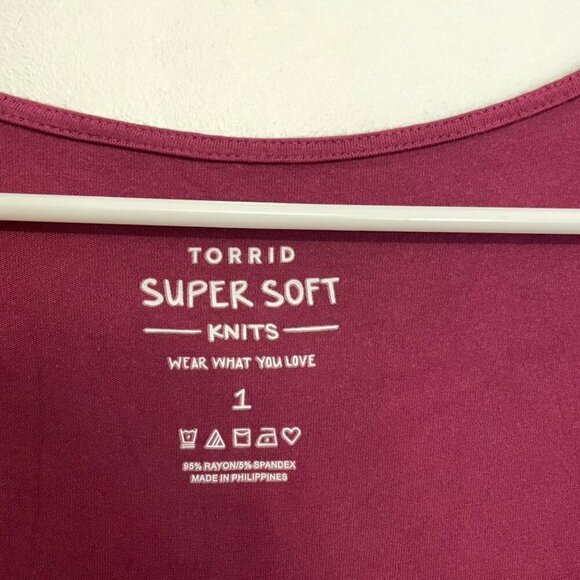 TORRID
SUPER SOFT
KNITS
WEAR WHAT YOU LOVE
1
95% RAYON/5% SPANDEX
MADE IN PHILIPPINES